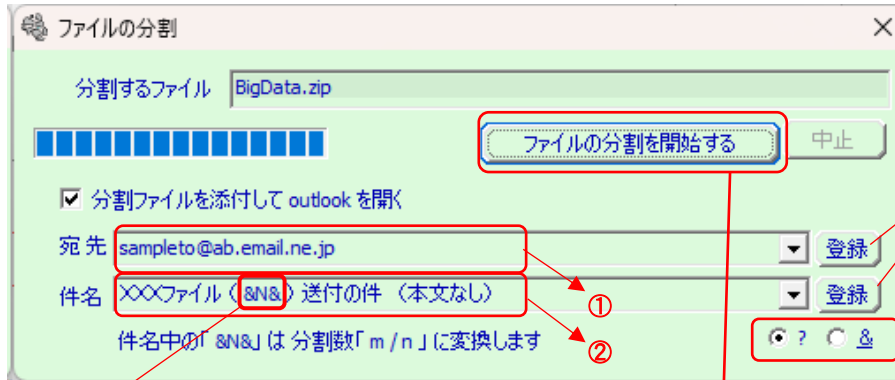 ファイルの分割
分割するファイル BigData.zip
ファイルの分割を開始する 中止
分割ファイルを添付して outlook を開く
宛先 sampleto@ab.email.ne.jp 登録
件名 XXXファイル（&N&）送付の件 （本文なし） 登録
①
件名中の「&N&」は 分割数「m / n」に変換します ② ? &